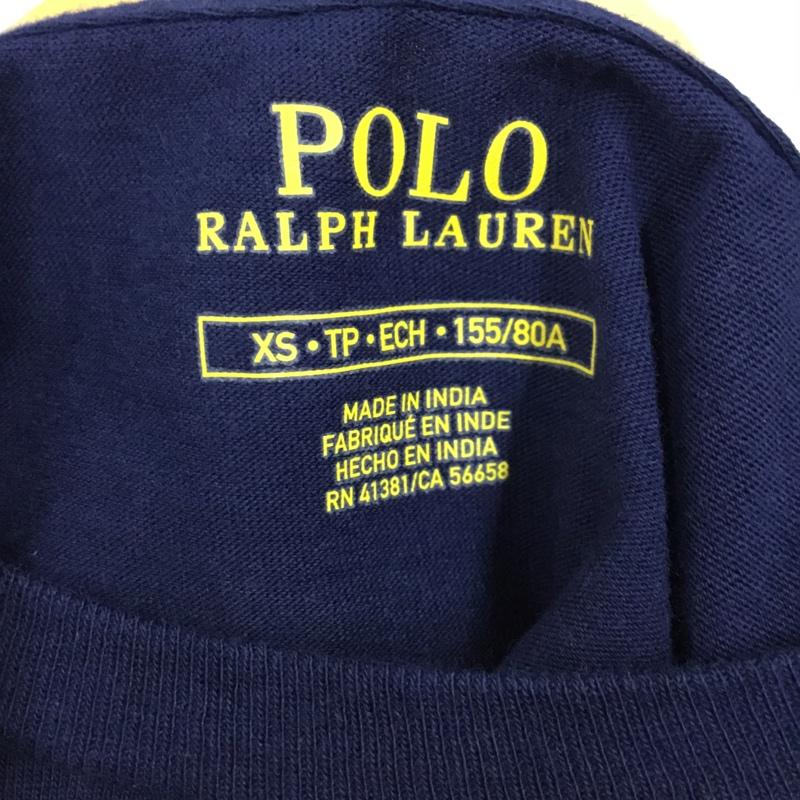 POLO
RALPH LAUREN
XS • TP • ECH • 155/80A
MADE IN INDIA
FABRIQUÉ EN INDE
HECHO EN INDIA
RN 41381/CA 56658